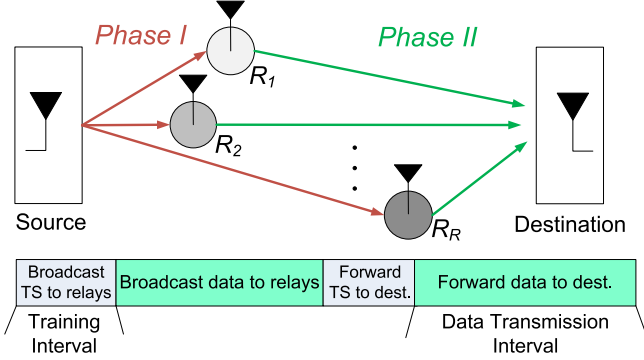 Phase I
Phase II
R1
R2
RR
Source
Destination
Broadcast
TS to relays
Broadcast data to relays
Forward
TS to dest.
Forward data to dest.
Training
Interval
Data Transmission
Interval